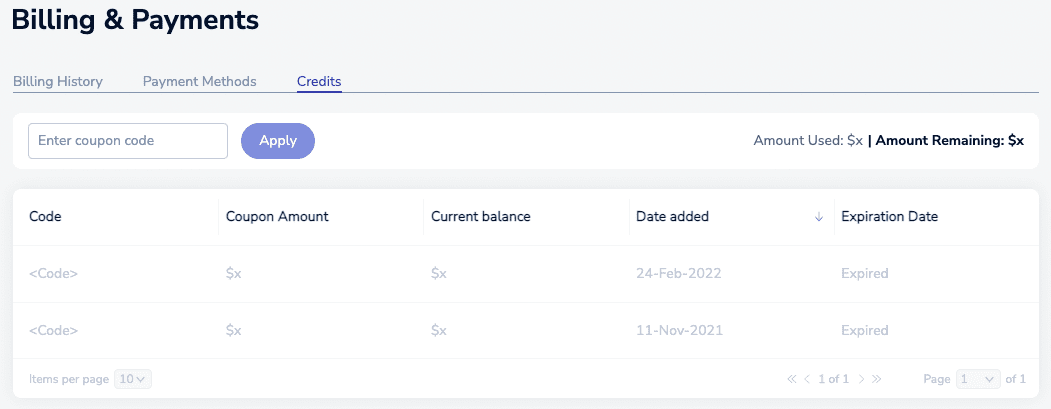 Billing & Payments
Billing History Payment Methods Credits
Enter coupon code Apply Amount Used: $x | Amount Remaining: $x
Code Coupon Amount Current balance Date added Expiration Date
<Code> $x $x 24-Feb-2022 Expired
<Code> $x $x 11-Nov-2021 Expired
Items per page 10 1 of 1 Page 1 of 1